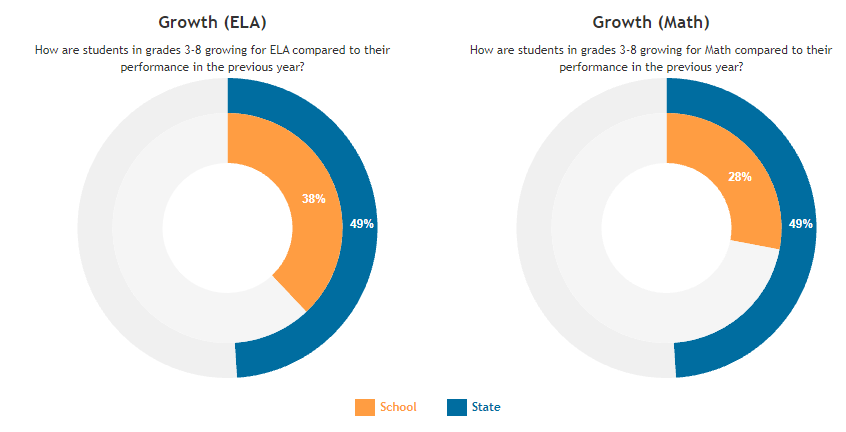 Growth (ELA)
How are students in grades 3-8 growing for ELA compared to their
performance in the previous year?
38%
49%
Growth (Math)
How are students in grades 3-8 growing for Math compared to their
performance in the previous year?
28%
49%
School
State